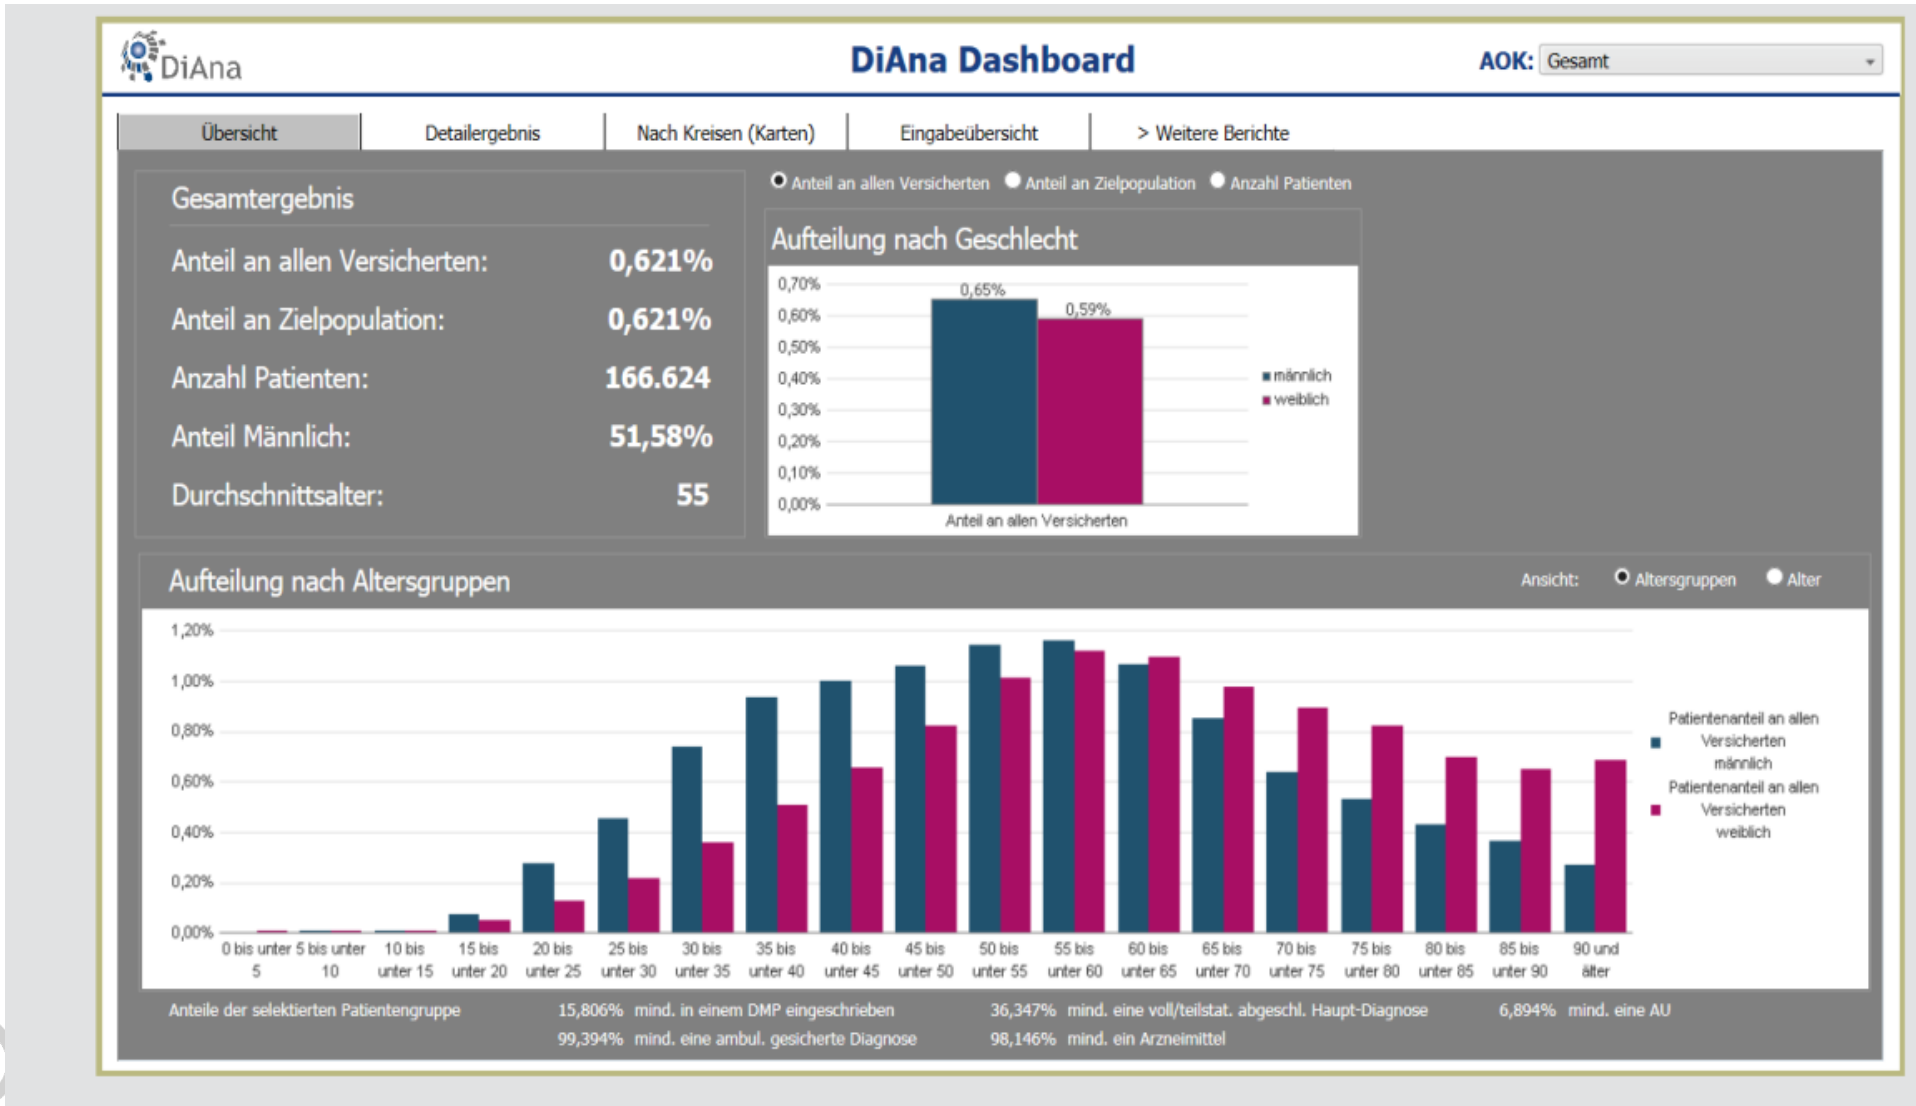 DiAna
DiAna Dashboard
AOK: Gesamt
Übersicht
Detailergebnis
Nach Kreisen (Karten)
Eingabeübersicht
> Weitere Berichte
Gesamtergebnis
Anteil an allen Versicherten: 0,621%
Anteil an Zielpopulation: 0,621%
Anzahl Patienten: 166.624
Anteil Männlich: 51,58%
Durchschnittsalter: 55
Anteil an allen Versicherten Anteil an Zielpopulation Anzahl Patienten
Aufteilung nach Geschlecht
0,70%
0,60%
0,50%
0,40%
0,30%
0,20%
0,10%
0,00%
0,65%
0,59%
Anteil an allen Versicherten
männlich
weiblich
Aufteilung nach Altersgruppen
Ansicht: Altersgruppen Alter
1,20%
1,00%
0,80%
0,60%
0,40%
0,20%
0,00%
0 bis unter 5
5 bis unter 10
10 bis unter 15
15 bis unter 20
20 bis unter 25
25 bis unter 30
30 bis unter 35
35 bis unter 40
40 bis unter 45
45 bis unter 50
50 bis unter 55
55 bis unter 60
60 bis unter 65
65 bis unter 70
70 bis unter 75
75 bis unter 80
80 bis unter 85
85 bis unter 90
90 und älter
Patientenanteil an allen
Versicherten
männlich
Patientenanteil an allen
Versicherten
weiblich
Anteile der selektierten Patientengruppe 15,806% mind. in einem DMP eingeschrieben 36,347% mind. eine voll/teilstat. abgeschl. Haupt-Diagnose 6,894% mind. eine AU
99,394% mind. eine ambul. gesicherte Diagnose 98,146% mind. ein Arzneimittel